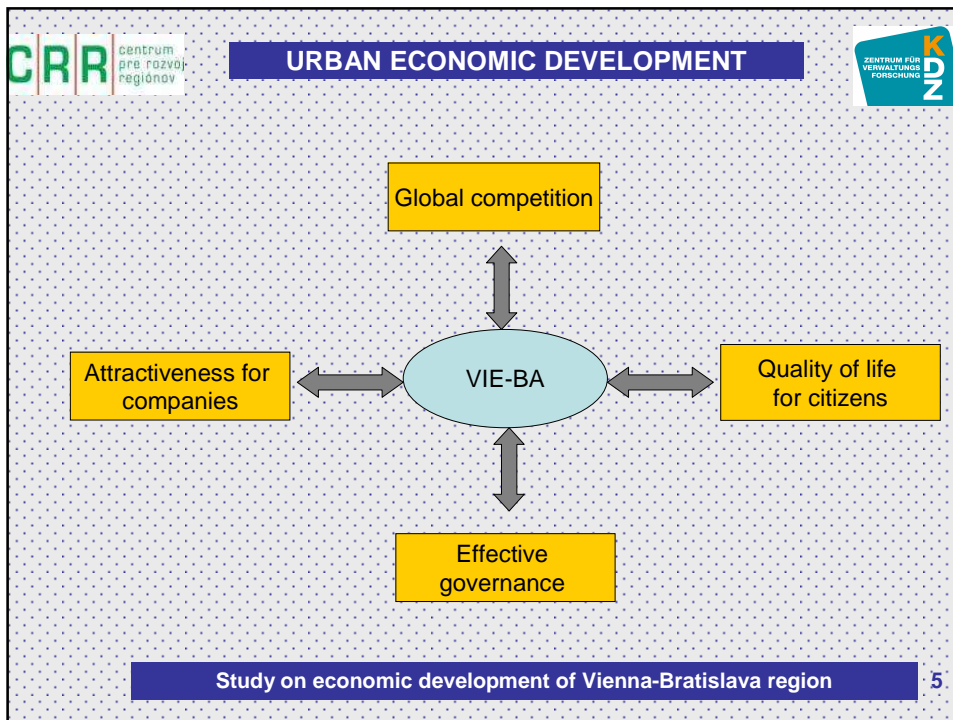 CRR
centrum
pre rozvoj
regiónov
URBAN ECONOMIC DEVELOPMENT
ZENTRUM FÜR
VERWALTUNGS
FORSCHUNG
KDZ
Global competition
Attractiveness for
companies
VIE-BA
Quality of life
for citizens
Effective
governance
Study on economic development of Vienna-Bratislava region
5